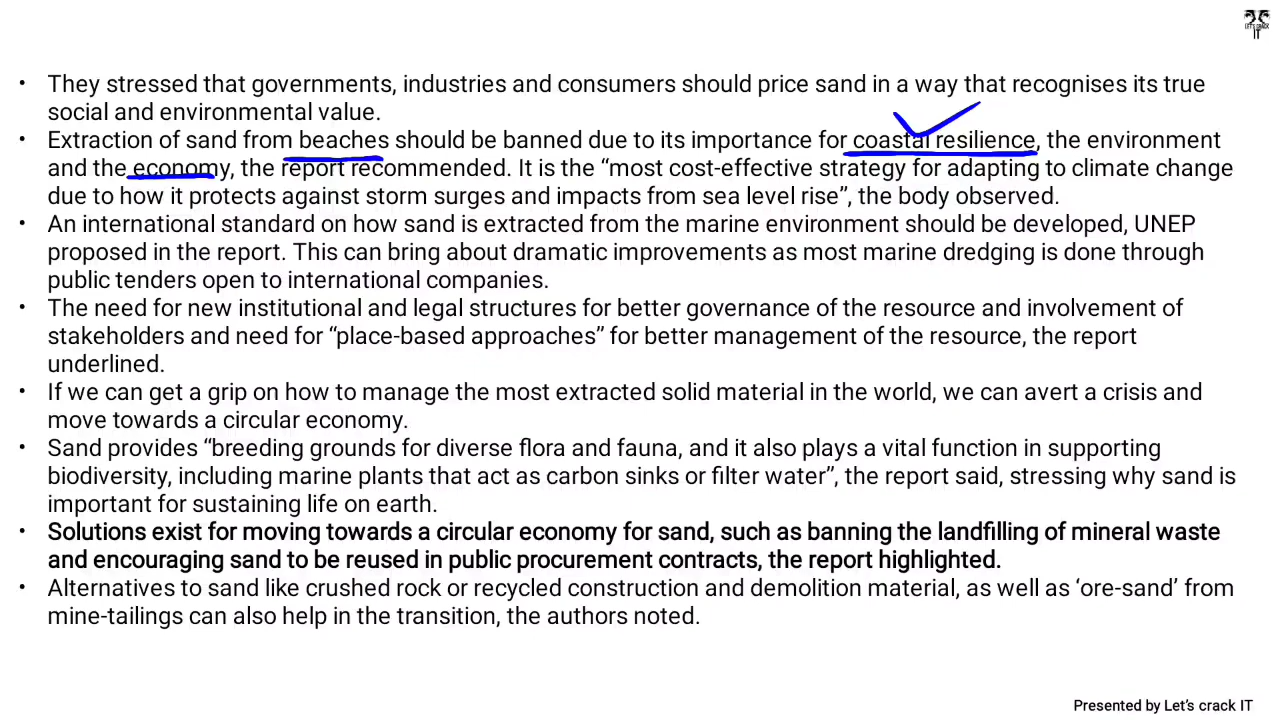 LET'S CRACK
IT
• They stressed that governments, industries and consumers should price sand in a way that recognises its true
social and environmental value.
• Extraction of sand from beaches should be banned due to its importance for coastal resilience, the environment
and the economy, the report recommended. It is the “most cost-effective strategy for adapting to climate change
due to how it protects against storm surges and impacts from sea level rise”, the body observed.
• An international standard on how sand is extracted from the marine environment should be developed, UNEP
proposed in the report. This can bring about dramatic improvements as most marine dredging is done through
public tenders open to international companies.
• The need for new institutional and legal structures for better governance of the resource and involvement of
stakeholders and need for “place-based approaches” for better management of the resource, the report
underlined.
• If we can get a grip on how to manage the most extracted solid material in the world, we can avert a crisis and
move towards a circular economy.
• Sand provides “breeding grounds for diverse flora and fauna, and it also plays a vital function in supporting
biodiversity, including marine plants that act as carbon sinks or filter water”, the report said, stressing why sand is
important for sustaining life on earth.
• Solutions exist for moving towards a circular economy for sand, such as banning the landfilling of mineral waste
and encouraging sand to be reused in public procurement contracts, the report highlighted.
• Alternatives to sand like crushed rock or recycled construction and demolition material, as well as ‘ore-sand’ from
mine-tailings can also help in the transition, the authors noted.
Presented by Let’s crack IT